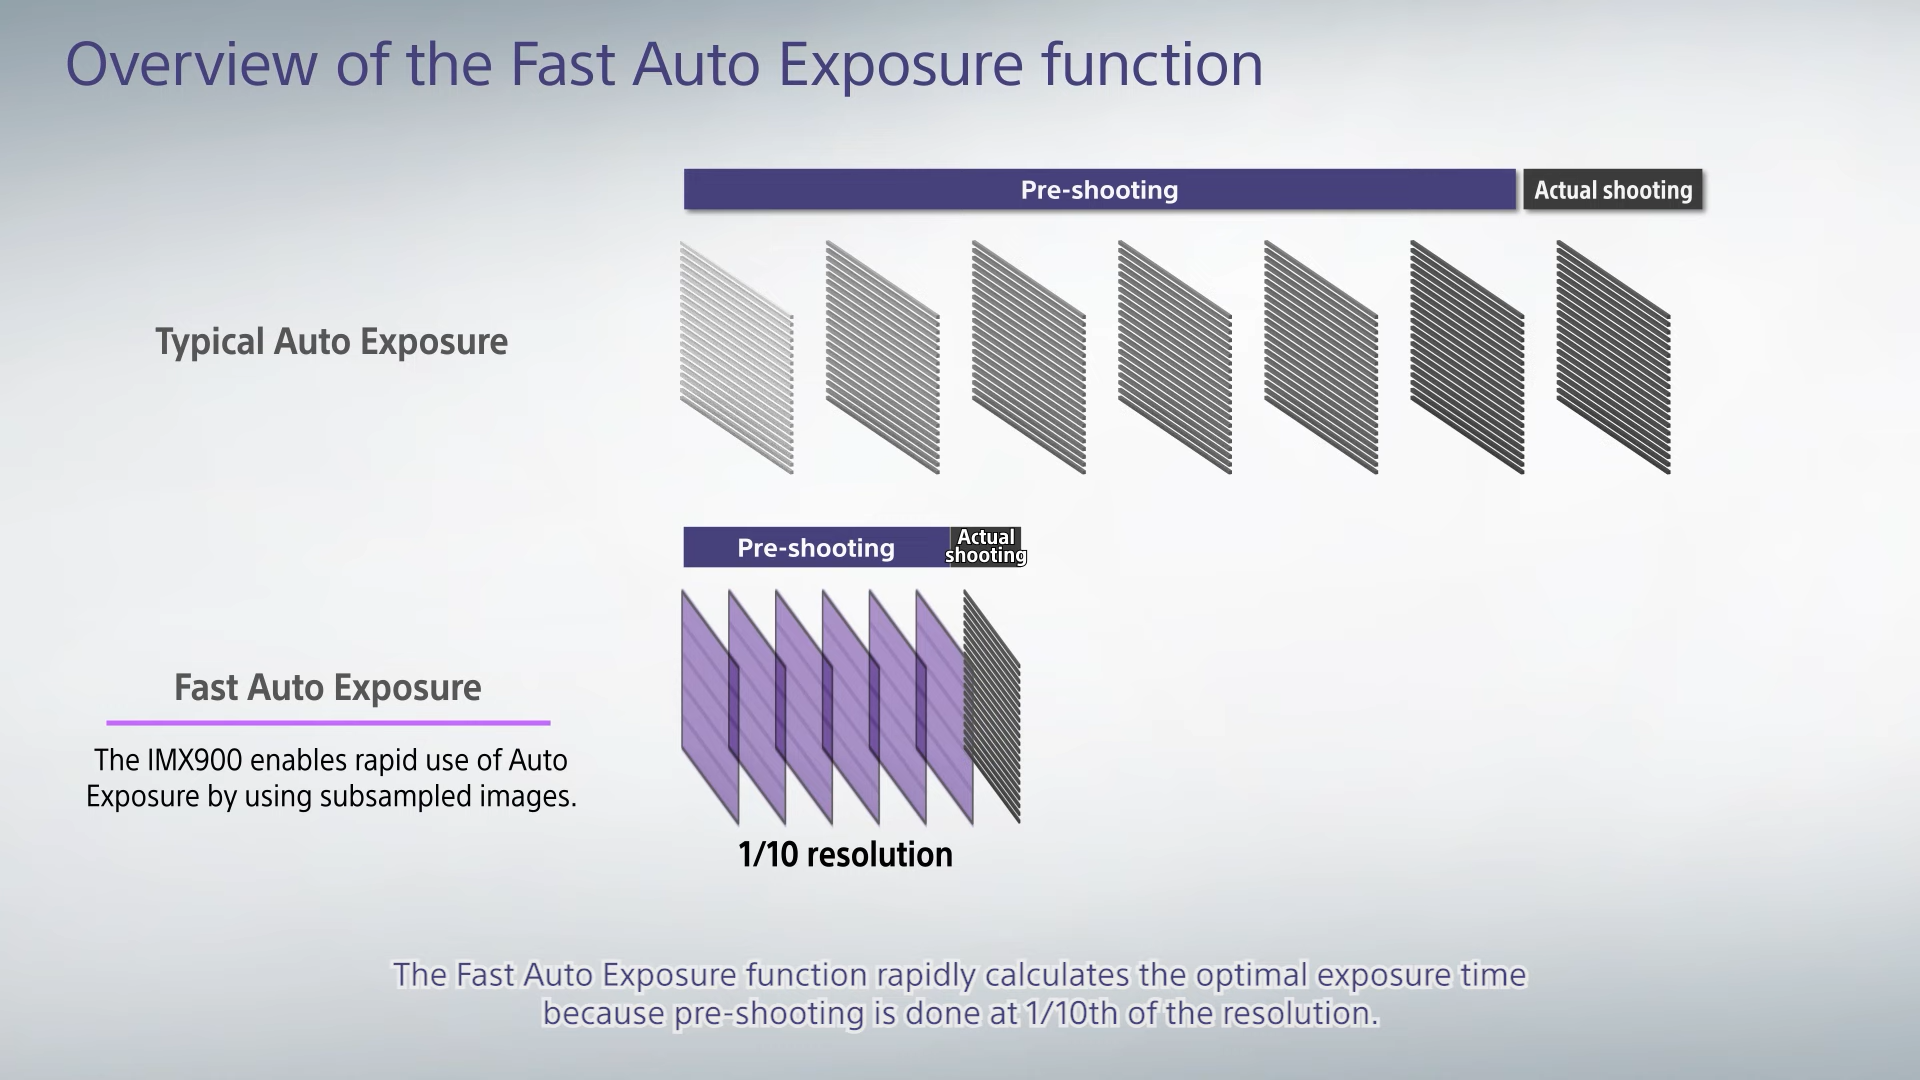 Overview of the Fast Auto Exposure function
Pre-shooting
Actual shooting
Typical Auto Exposure
Pre-shooting
Actual
shooting
Fast Auto Exposure
The IMX900 enables rapid use of Auto
Exposure by using subsampled images.
1/10 resolution
The Fast Auto Exposure function rapidly calculates the optimal exposure time
because pre-shooting is done at 1/10th of the resolution.